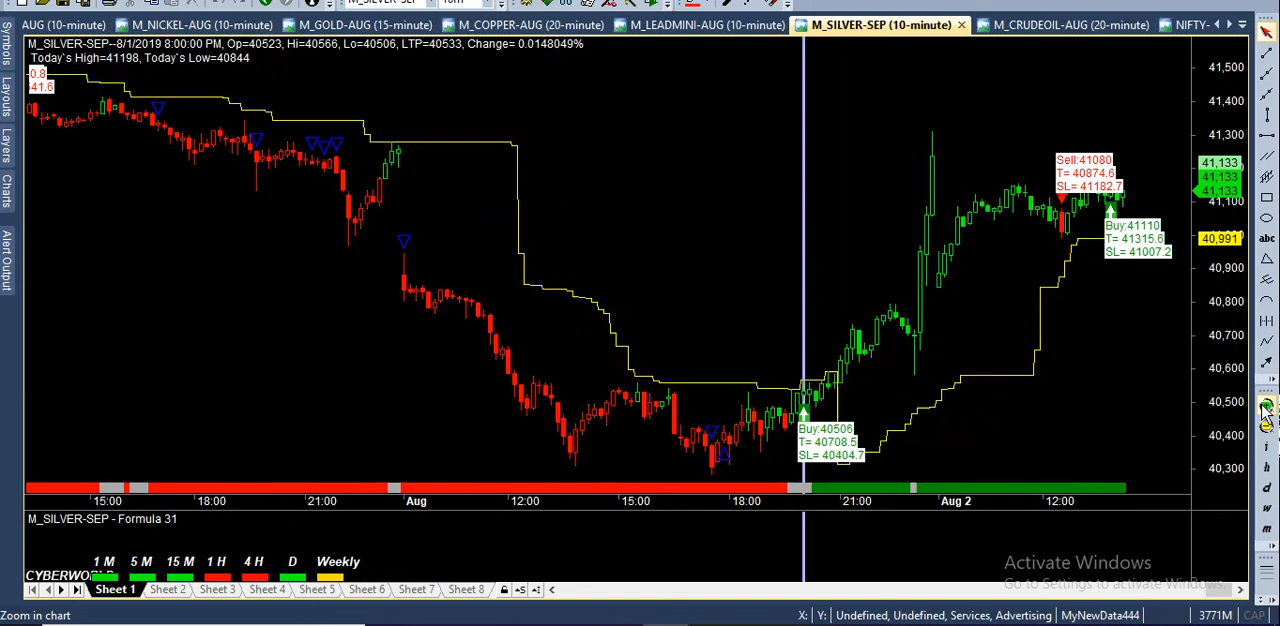 AUG (10-minute) M_NICKEL-AUG (10-minute) M_GOLD-AUG (15-minute) M_COPPER-AUG (20-minute) M_LEADMINI-AUG (10-minute) M_SILVER-SEP (10-minute) M_CRUDEOIL-AUG (20-minute) NIFTY-
M_SILVER-SEP--8/1/2019 8:00:00 PM, Op=40523, Hi=40566, Lo=40506, LTP=40533, Change= 0.0148049%
Today`s High=41198, Today`s Low=40844
0.8
41.6
Symbols
Layouts
Layers
Charts
Alert Output
41,500
41,400
41,300
41,133
41,133
41,133
41,100
40,991
40,900
40,800
40,700
40,600
40,500
40,400
40,300
Sell:41080
T= 40874.6
SL= 41182.7
Buy:41110
T= 41315.6
SL= 41007.2
Buy:40506
T= 40708.5
SL= 40404.7
abc
i
h
d
w
m
15:00 18:00 21:00 Aug 12:00 15:00 18:00 21:00 Aug 2 12:00
M_SILVER-SEP - Formula 31
1 M 5 M 15 M 1 H 4 H D Weekly
Activate Windows
Go to Settings to activate Windows.
Sheet 1 Sheet 2 Sheet 3 Sheet 4 Sheet 5 Sheet 6 Sheet 7 Sheet 8
Zoom in chart X: Y: Undefined, Undefined, Services, Advertising MyNewData444 3771M CAP